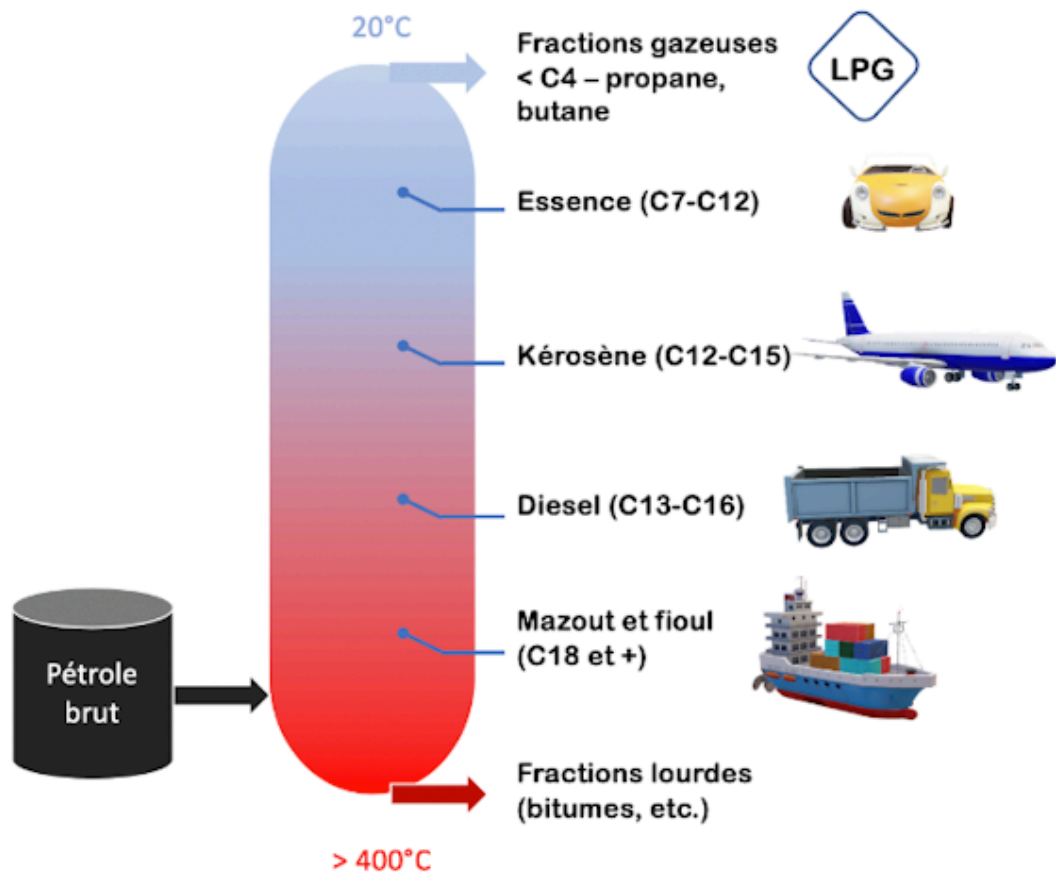 20°C
Fractions gazeuses
< C4 – propane,
butane
LPG
Essence (C7-C12)
Kérosène (C12-C15)
Diesel (C13-C16)
Mazout et fioul
(C18 et +)
Pétrole
brut
Fractions lourdes
(bitumes, etc.)
> 400°C